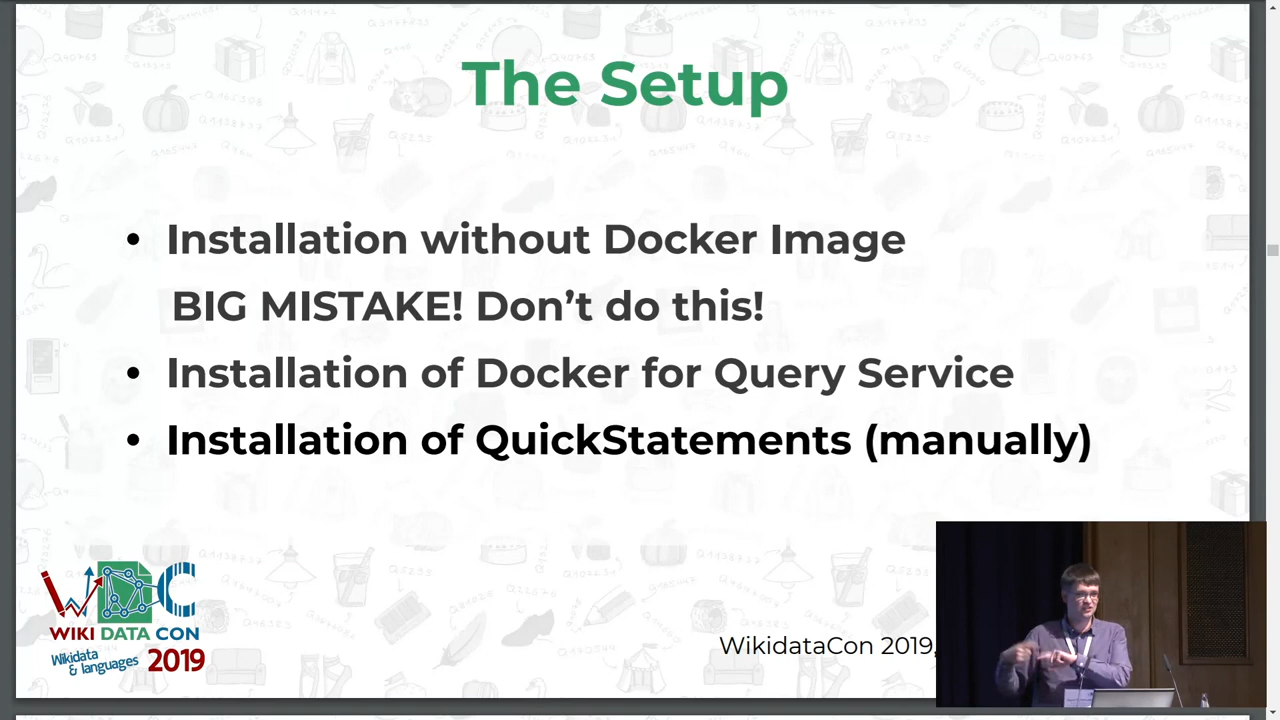 The Setup
• Installation without Docker Image
BIG MISTAKE! Don’t do this!
• Installation of Docker for Query Service
• Installation of QuickStatements (manually)
WDC
WIKI DATA CON
Wikidata
& languages 2019
WikidataCon 2019,